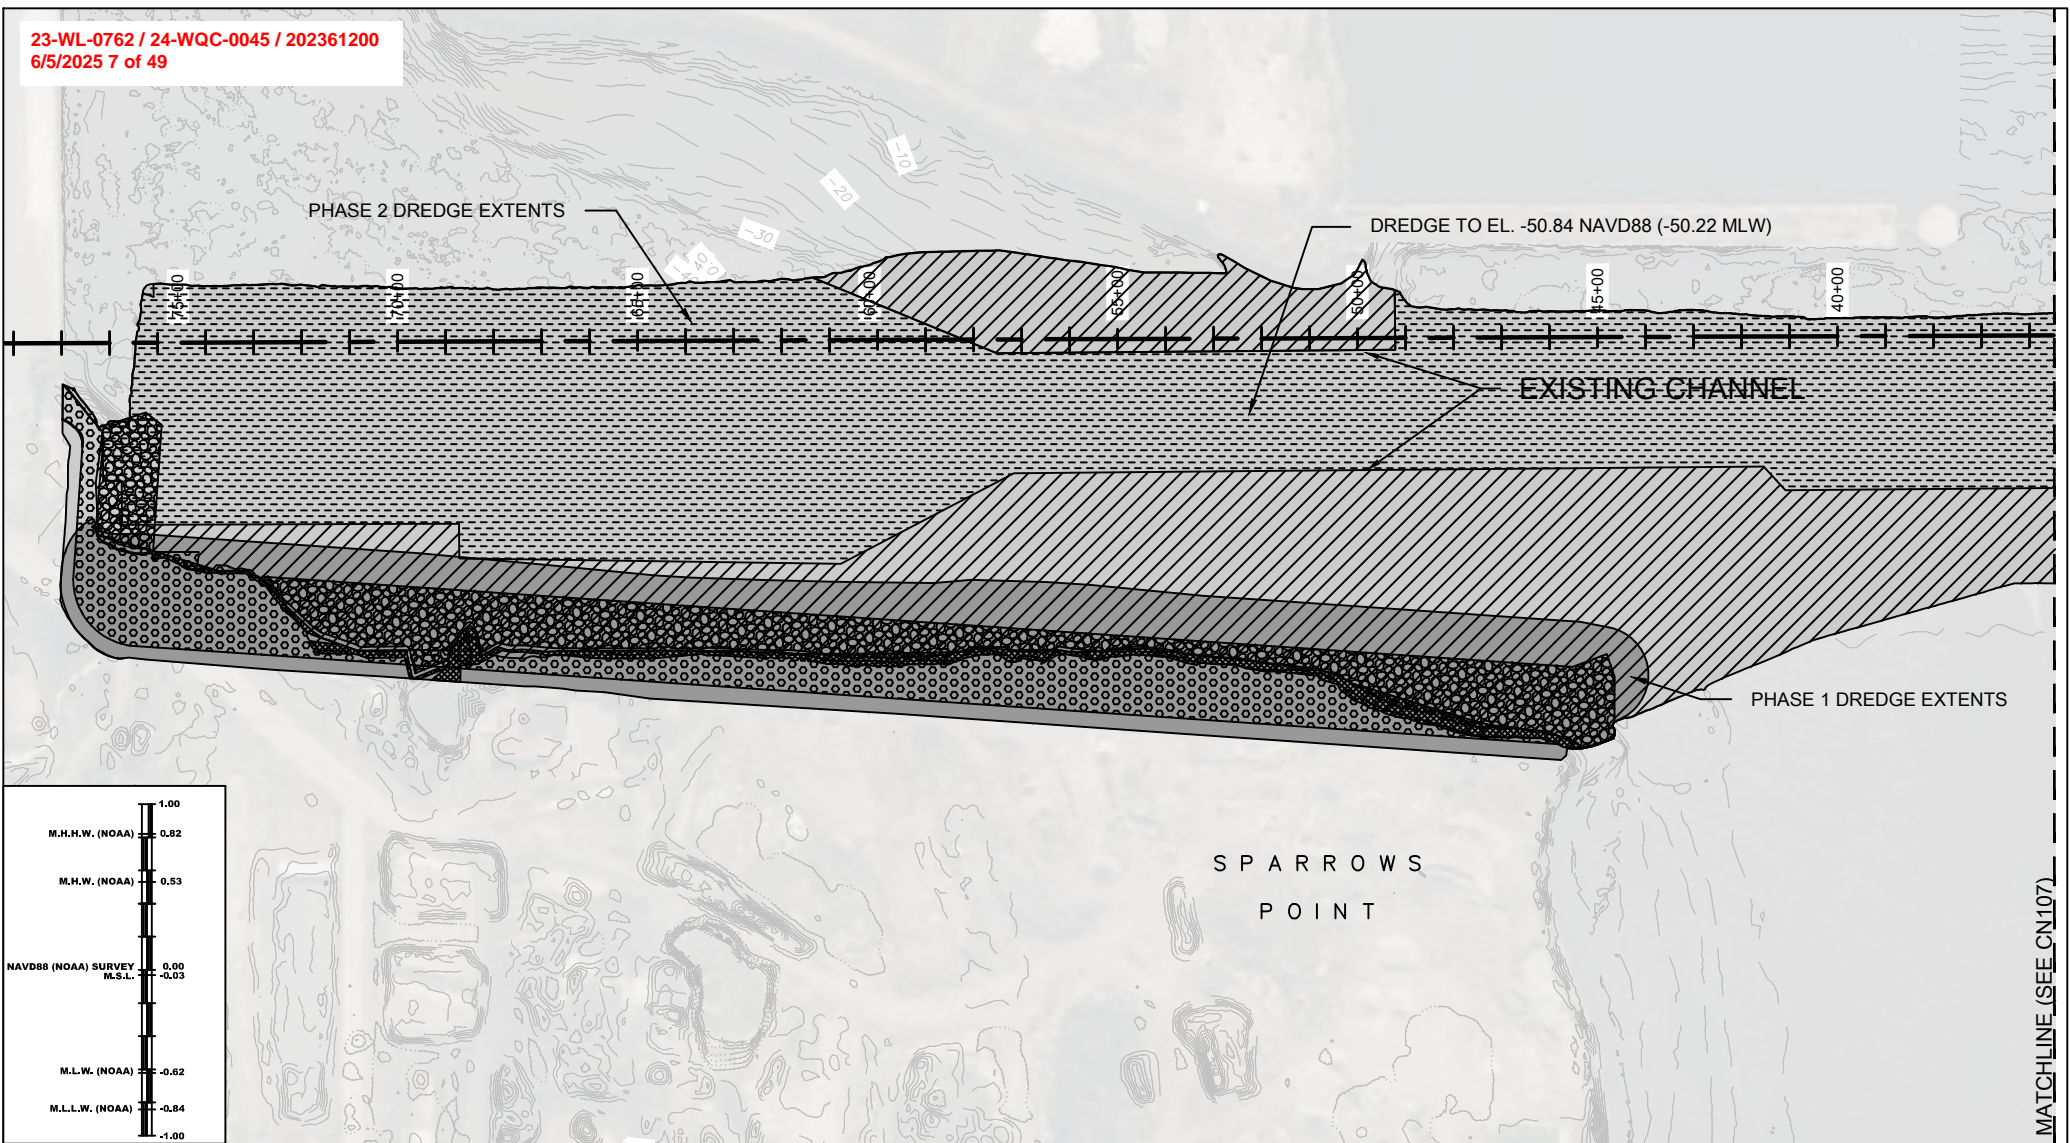 23-WL-0762 / 24-WQC-0045 / 202361200
6/5/2025 7 of 49
-10
-20
-30
PHASE 2 DREDGE EXTENTS
DREDGE TO EL. -50.84 NAVD88 (-50.22 MLW)
75+00
70+00
65+00
60+00
55+00
50+00
45+00
40+00
EXISTING CHANNEL
PHASE 1 DREDGE EXTENTS
SPARROWS
POINT
1.00
M.H.H.W. (NOAA) 0.82
M.H.W. (NOAA) 0.53
NAVD88 (NOAA) SURVEY 0.00
M.S.L. -0.03
M.L.W. (NOAA) -0.62
M.L.L.W. (NOAA) -0.84
-1.00
MATCHLINE (SEE CN107)